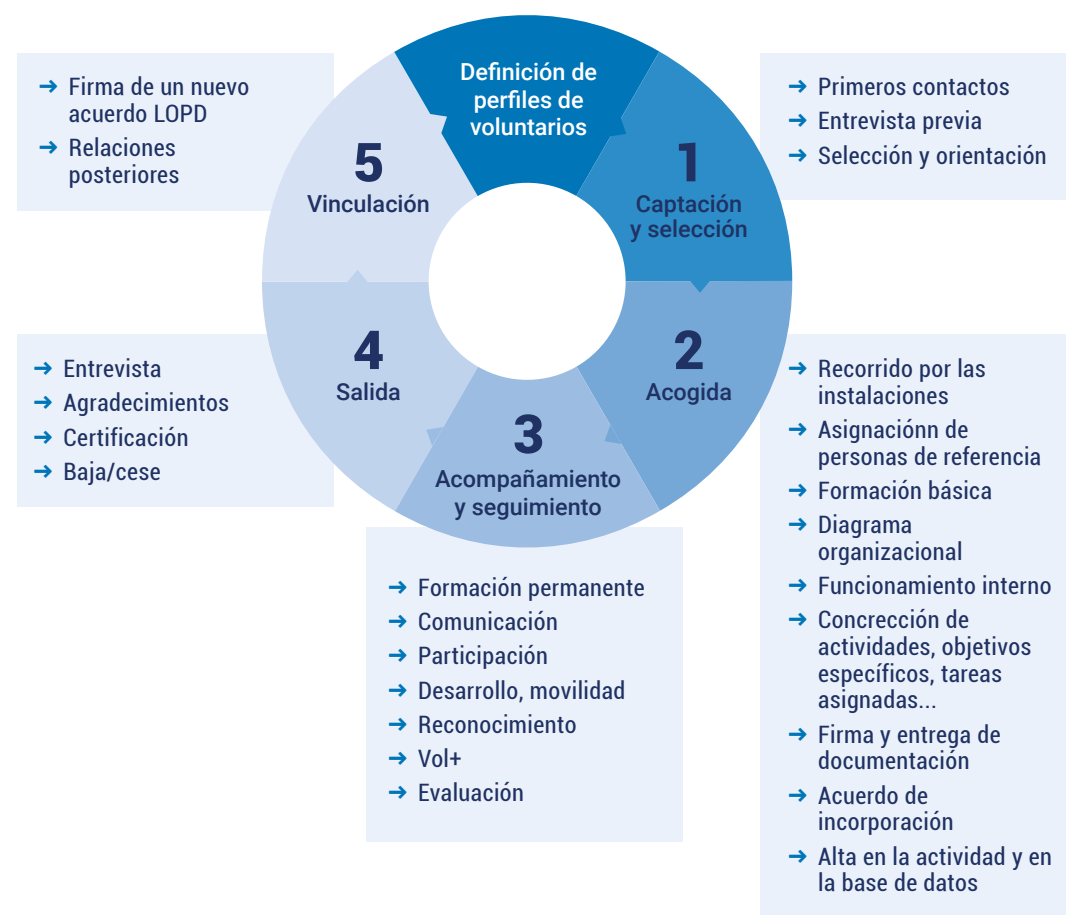 Definición de
perfiles de
voluntarios
1
Captación
y selección
→ Primeros contactos
→ Entrevista previa
→ Selección y orientación
2
Acogida
→ Recorrido por las
instalaciones
→ Asignaciónn de
personas de referencia
→ Formación básica
→ Diagrama
organizacional
→ Funcionamiento interno
→ Concrección de
actividades, objetivos
específicos, tareas
asignadas...
→ Firma y entrega de
documentación
→ Acuerdo de
incorporación
→ Alta en la actividad y en
la base de datos
3
Acompañamiento
y seguimiento
→ Formación permanente
→ Comunicación
→ Participación
→ Desarrollo, movilidad
→ Reconocimiento
→ Vol+
→ Evaluación
4
Salida
→ Entrevista
→ Agradecimientos
→ Certificación
→ Baja/cese
5
Vinculación
→ Firma de un nuevo
acuerdo LOPD
→ Relaciones
posteriores